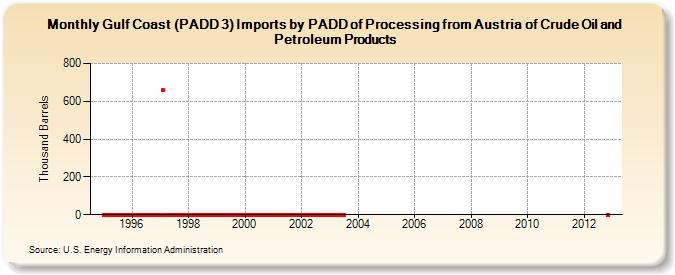 Monthly Gulf Coast (PADD 3) Imports by PADD of Processing from Austria of Crude Oil and
Petroleum Products
Thousand Barrels
800
600
400
200
0
1996 1998 2000 2002 2004 2006 2008 2010 2012
Source: U.S. Energy Information Administration